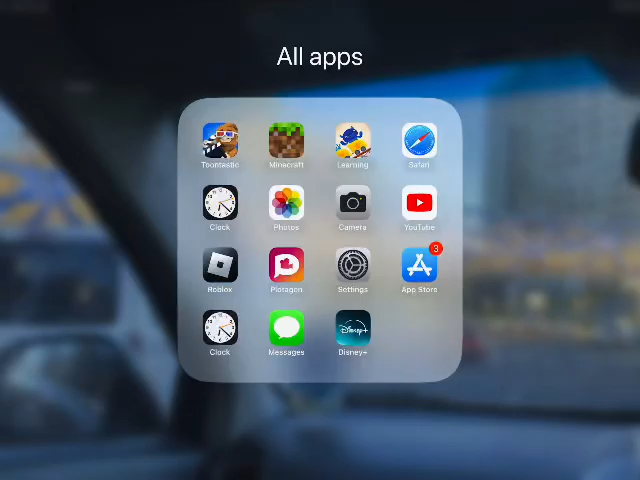 All apps
Toontastic Minecraft Learning Safari
Clock Photos Camera YouTube
3
Roblox Plotagon Settings App Store
Disney+
Clock Messages Disney+